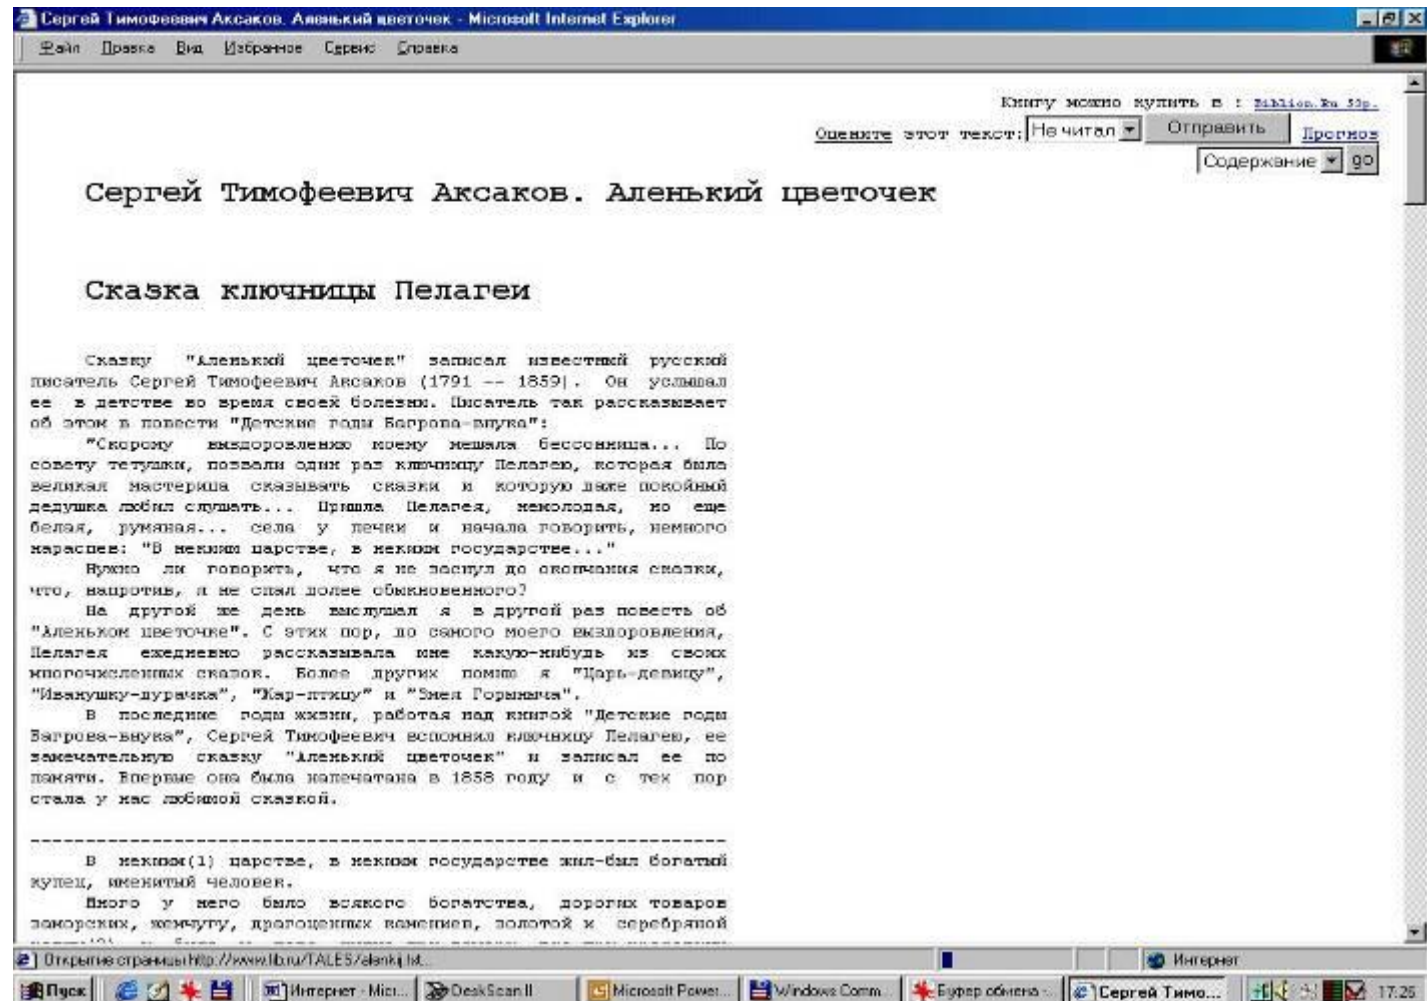 Сергей Тимофеевич Аксаков. Аленький цветочек - Microsoft Internet Explorer
Файл Правка Вид Избранное Сервис Справка
Книгу можно купить в : Biblion.Ru 53р.
Оцените этот текст: Не читал Отправить Прогноз
Содержание go
Сергей Тимофеевич Аксаков. Аленький цветочек
Сказка ключницы Пелагеи
Сказку "Аленький цветочек" записал известный русский
писатель Сергей Тимофеевич Аксаков (1791 -- 1859). Он услышал
ее в детстве во время своей болезни. Писатель так рассказывает
об этом в повести "Детские годы Багрова-внука":
"Скорому выздоровлению моему мешала бессонница... По
совету тетушки, позвали один раз ключницу Пелагею, которая была
великая мастерица сказывать сказки и которую даже покойный
дедушка любил слушать... Пришла Пелагея, немолодая, но еще
белая, румяная... села у печки и начала говорить, немного
нараспев: "В некиим царстве, в некиим государстве..."
Нужно ли говорить, что я не заснул до окончания сказки,
что, напротив, я не спал долее обыкновенного?
На другой же день выслушал я в другой раз повесть об
"Аленьком цветочке". С этих пор, до самого моего выздоровления,
Пелагея ежедневно рассказывала мне какую-нибудь из своих
многочисленных сказок. Более других помню я "Царь-девицу",
"Иванушку-дурачка", "Жар-птицу" и "Змея Горыныча".
В последние годы жизни, работая над книгой "Детские годы
Багрова-внука", Сергей Тимофеевич вспомнил ключницу Пелагею, ее
замечательную сказку "Аленький цветочек" и записал ее по
памяти. Впервые она была напечатана в 1858 году и с тех пор
стала у нас любимой сказкой.
В некиим(1) царстве, в некиим государстве жил-был богатый
купец, именитый человек.
Много у него было всякого богатства, дорогих товаров
заморских, жемчугу, драгоценных камениев, золотой и серебряной
Открытие страницы http://www.lib.ru/TALES/alenkij.txt... Интернет
Пуск Интернет - Micr... DeskScan II Microsoft Power... Windows Comm... Буфер обмена - Сергей Тимо... 17:26